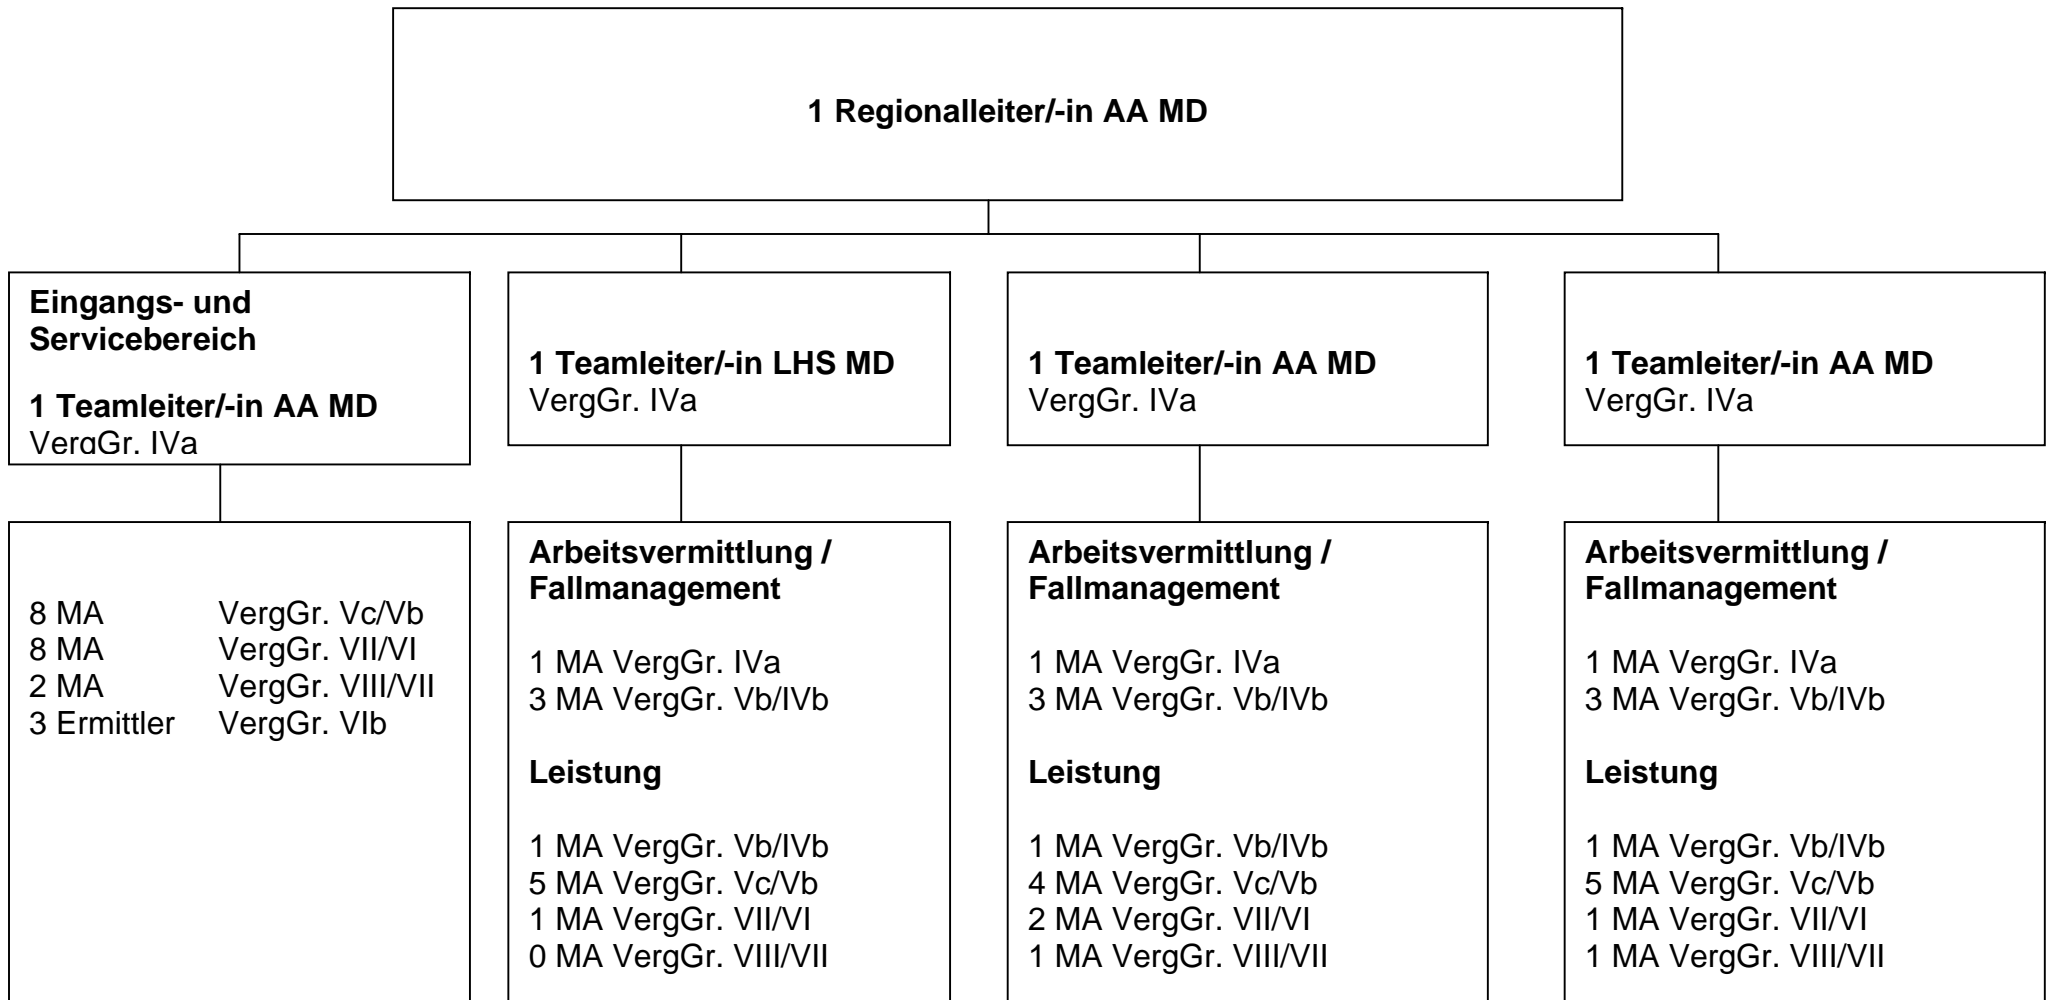 1 Regionalleiter/-in AA MD
Eingangs- und
Servicebereich
1 Teamleiter/-in AA MD
VergGr. IVa
1 Teamleiter/-in LHS MD
VergGr. IVa
1 Teamleiter/-in AA MD
VergGr. IVa
1 Teamleiter/-in AA MD
VergGr. IVa
8 MA VergGr. Vc/Vb
8 MA VergGr. VII/VI
2 MA VergGr. VIII/VII
3 Ermittler VergGr. VIb
Arbeitsvermittlung /
Fallmanagement
1 MA VergGr. IVa
3 MA VergGr. Vb/IVb
Leistung
1 MA VergGr. Vb/IVb
5 MA VergGr. Vc/Vb
1 MA VergGr. VII/VI
0 MA VergGr. VIII/VII
Arbeitsvermittlung /
Fallmanagement
1 MA VergGr. IVa
3 MA VergGr. Vb/IVb
Leistung
1 MA VergGr. Vb/IVb
4 MA VergGr. Vc/Vb
2 MA VergGr. VII/VI
1 MA VergGr. VIII/VII
Arbeitsvermittlung /
Fallmanagement
1 MA VergGr. IVa
3 MA VergGr. Vb/IVb
Leistung
1 MA VergGr. Vb/IVb
5 MA VergGr. Vc/Vb
1 MA VergGr. VII/VI
1 MA VergGr. VIII/VII